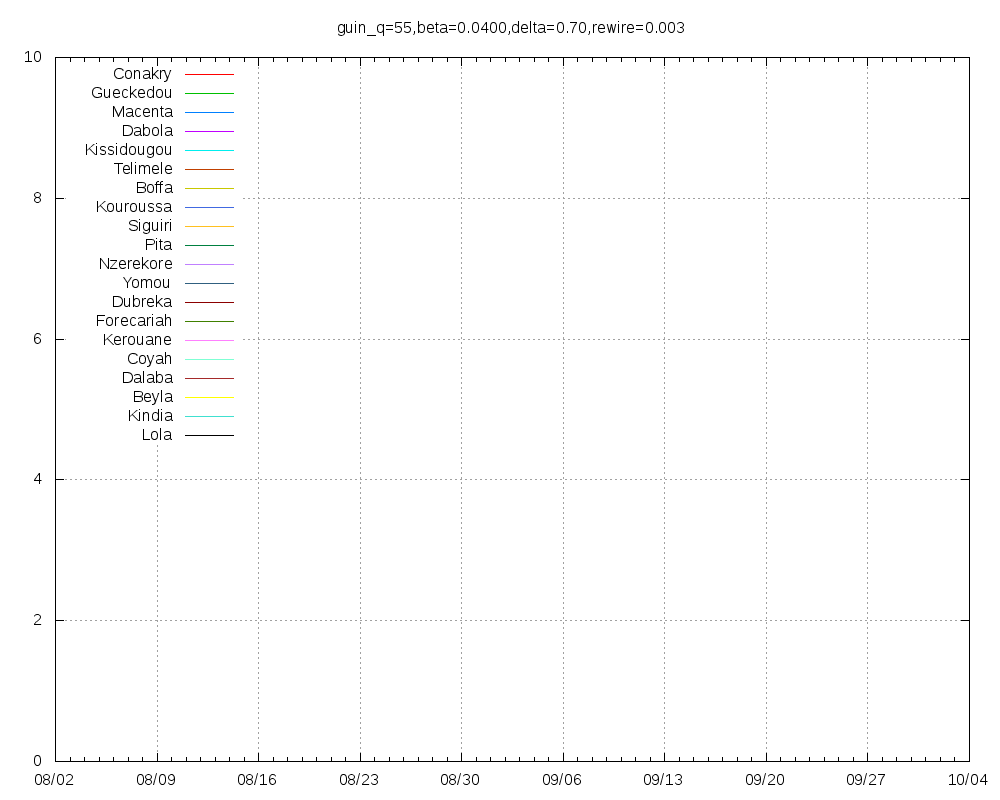 guin_q=55,beta=0.0400,delta=0.70,rewire=0.003
10
Conakry
Gueckedou
Macenta
Dabola
Kissidougou
Telimele
Boffa
8
Kouroussa
Siguiri
Pita
Nzerekore
Yomou
Dubreka
Forecariah
6
Kerouane
Coyah
Dalaba
Beyla
Kindia
Lola
4
2
0
08/02 08/09 08/16 08/23 08/30 09/06 09/13 09/20 09/27 10/04